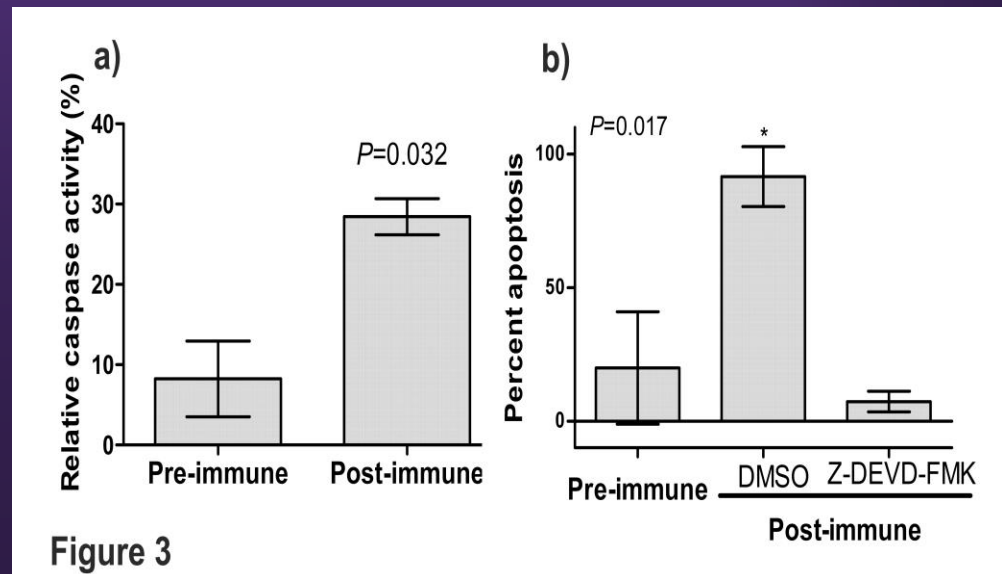 a)
Relative caspase activity (%)
40
30
20
10
0
P=0.032
Pre-immune
Post-immune
b)
Percent apoptosis
P=0.017
*
100
50
0
Pre-immune
DMSO
Z-DEVD-FMK
Post-immune
Figure 3